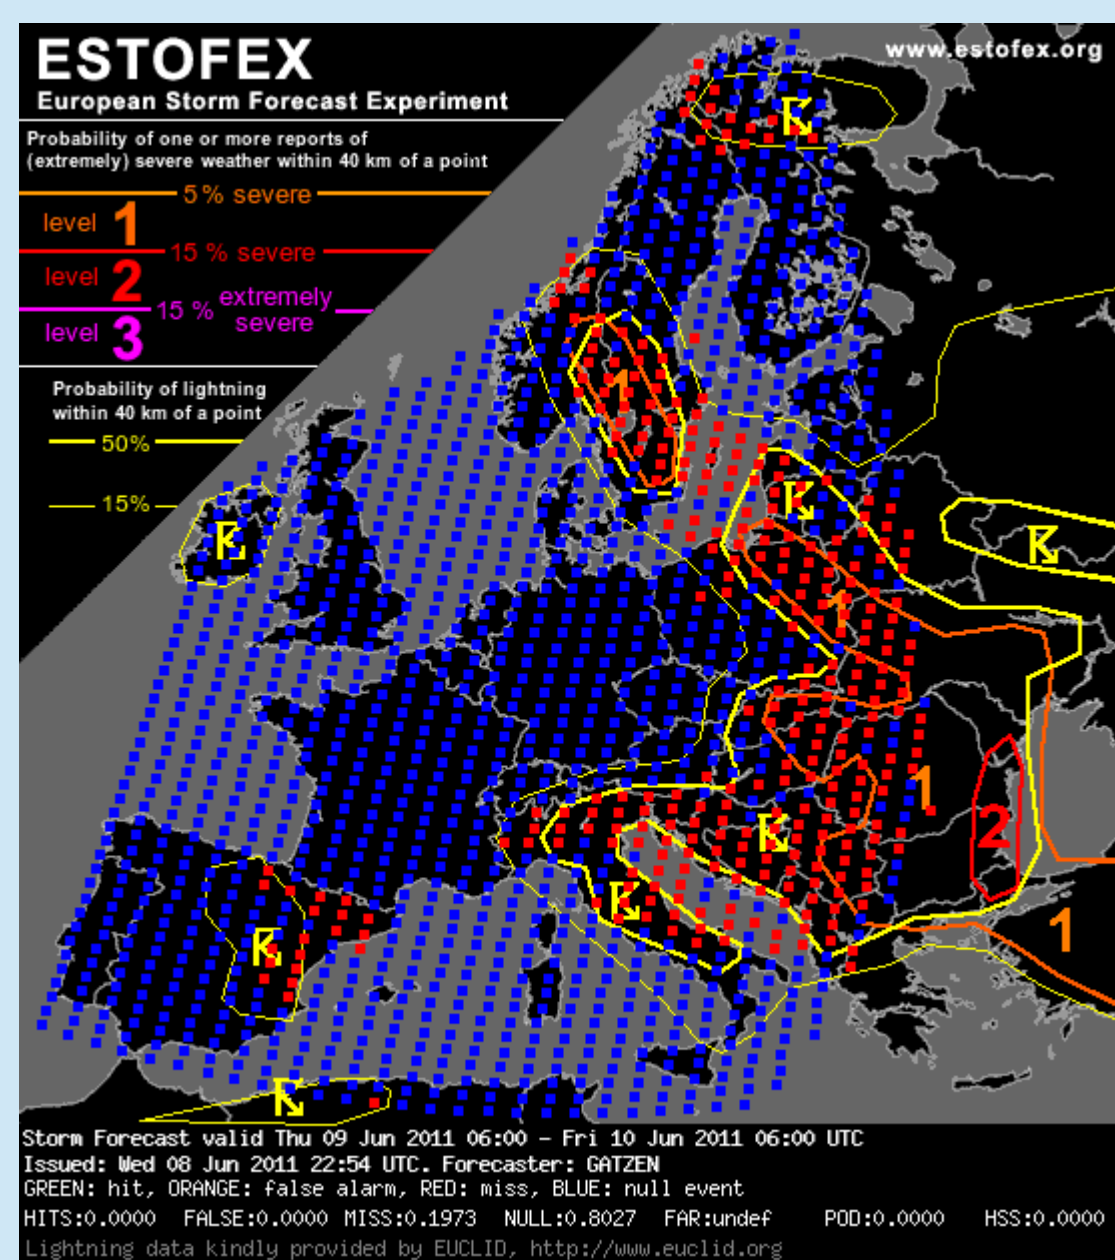 ESTOFEX
www.estofex.org
European Storm Forecast Experiment
Probability of one or more reports of
(extremely) severe weather within 40 km of a point
5 % severe
level 1
15 % severe
level 2
15 % extremely severe
level 3
Probability of lightning
within 40 km of a point
50%
15%
1
1
1
2
1
Storm Forecast valid Thu 09 Jun 2011 06:00 - Fri 10 Jun 2011 06:00 UTC
Issued: Wed 08 Jun 2011 22:54 UTC. Forecaster: GATZEN
GREEN: hit, ORANGE: false alarm, RED: miss, BLUE: null event
HITS:0.0000 FALSE:0.0000 MISS:0.1973 NULL:0.8027 FAR:undef POD:0.0000 HSS:0.0000
Lightning data kindly provided by EUCLID, http://www.euclid.org